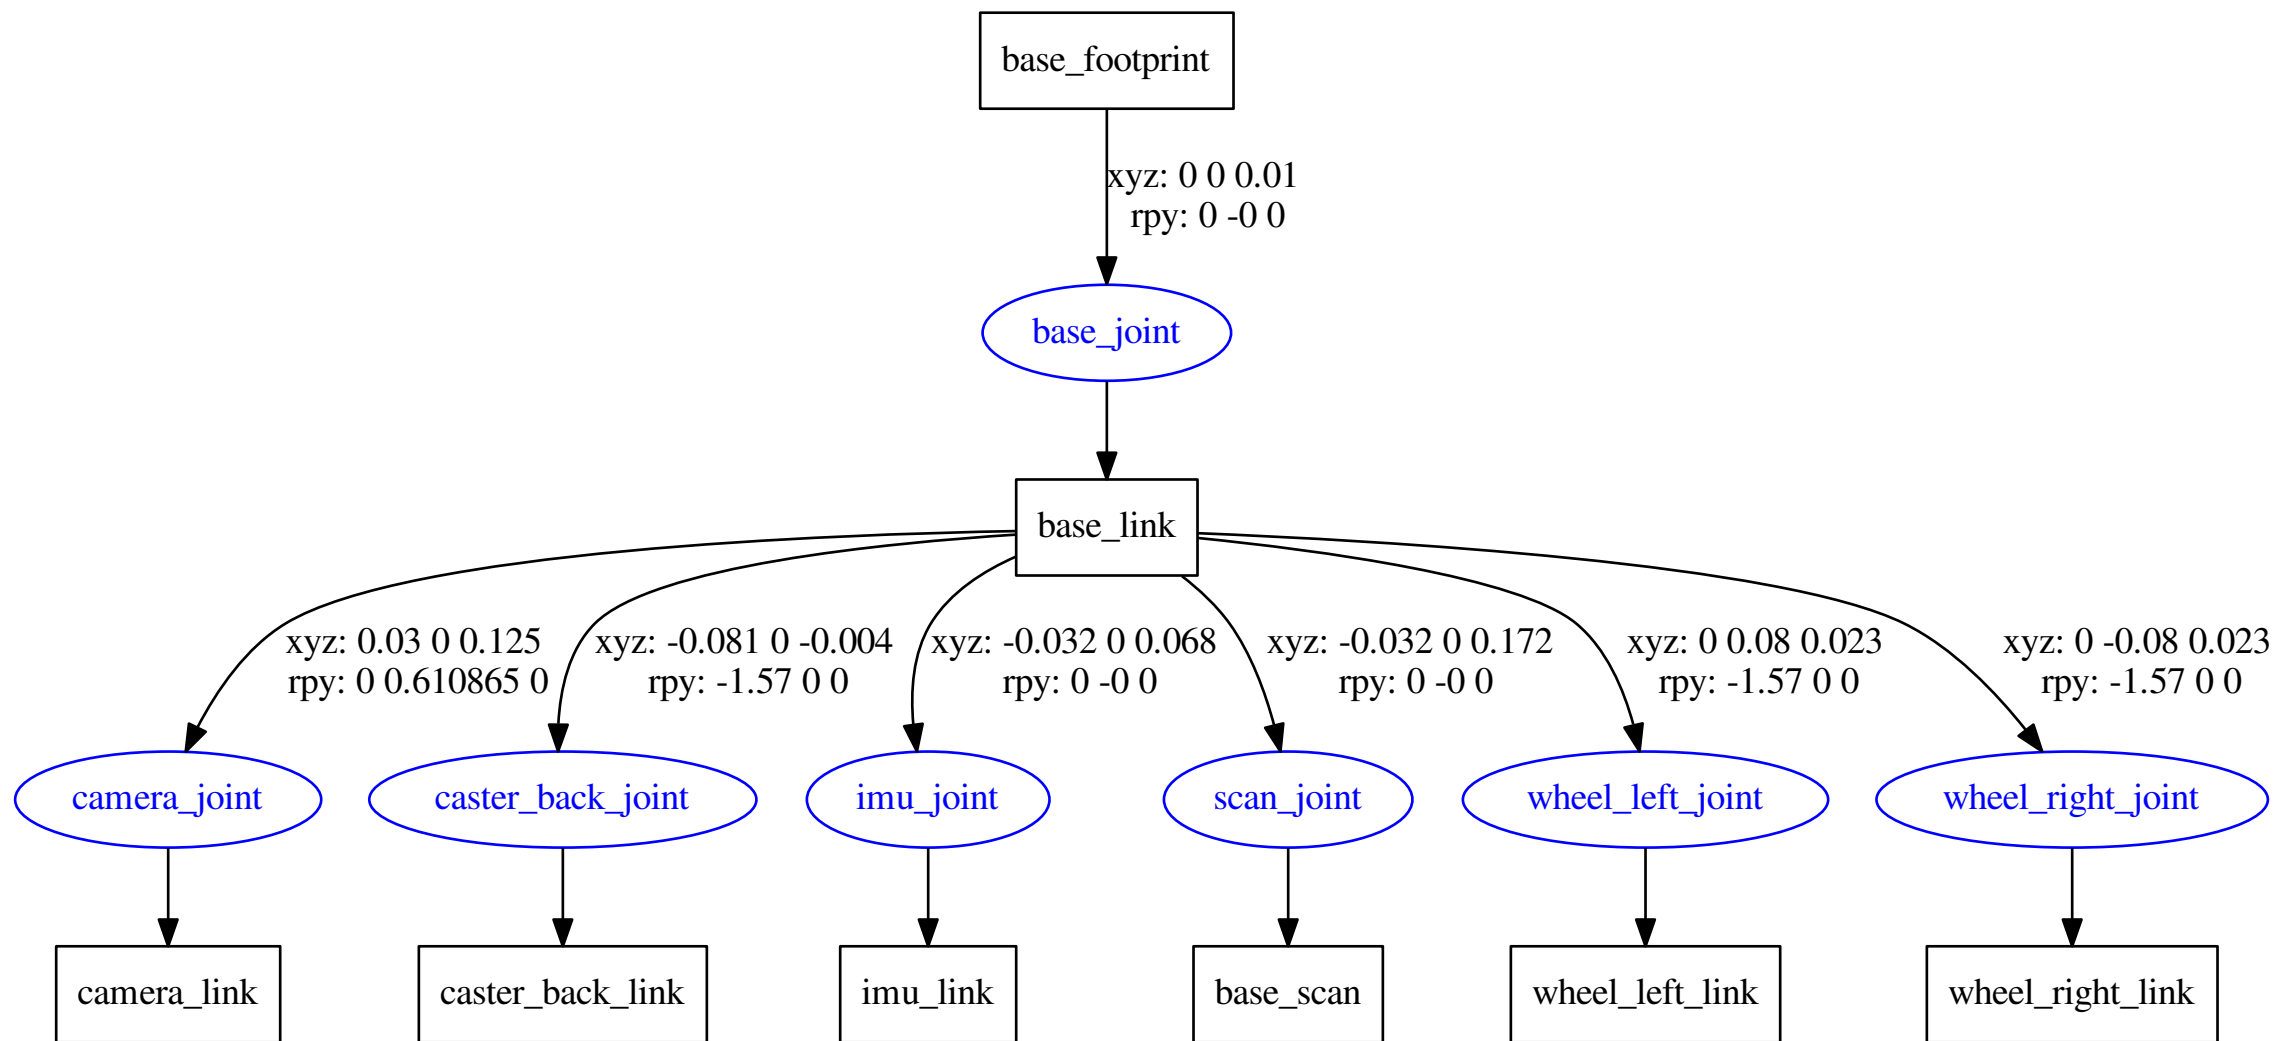 base_footprint
xyz: 0 0 0.01
rpy: 0 -0 0
base_joint
base_link
xyz: 0.03 0 0.125
rpy: 0 0.610865 0
xyz: -0.081 0 -0.004
rpy: -1.57 0 0
xyz: -0.032 0 0.068
rpy: 0 -0 0
xyz: -0.032 0 0.172
rpy: 0 -0 0
xyz: 0 0.08 0.023
rpy: -1.57 0 0
xyz: 0 -0.08 0.023
rpy: -1.57 0 0
camera_joint
caster_back_joint
imu_joint
scan_joint
wheel_left_joint
wheel_right_joint
camera_link
caster_back_link
imu_link
base_scan
wheel_left_link
wheel_right_link